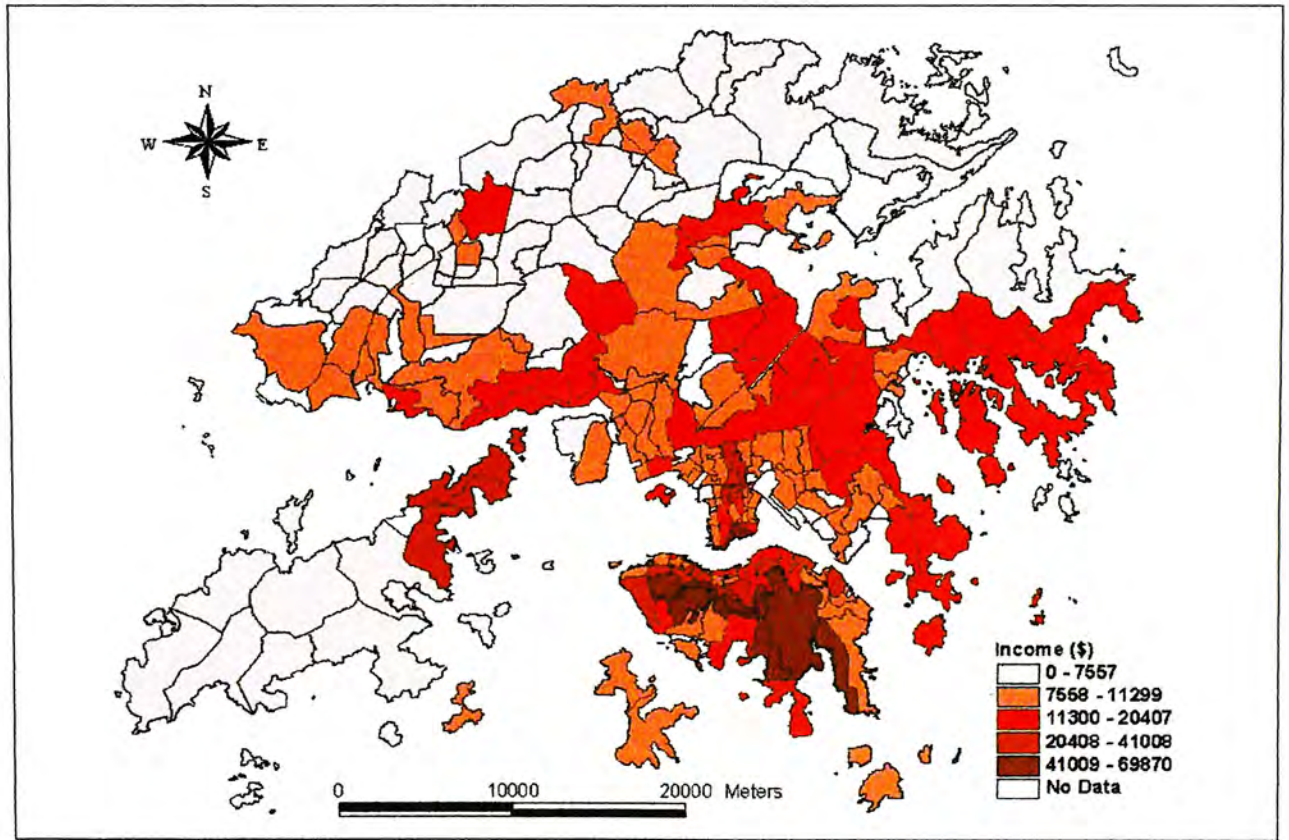 N
W E
S
Income ($)
0 - 7557
7558 - 11299
11300 - 20407
20408 - 41008
41009 - 69870
No Data
0 10000 20000 Meters